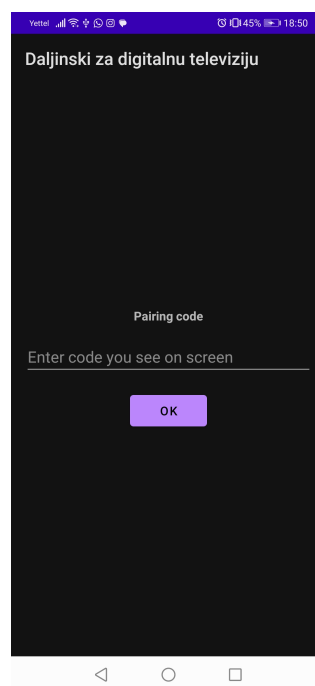 Yettel 45% 18:50
Daljinski za digitalnu televiziju
Pairing code
Enter code you see on screen
OK